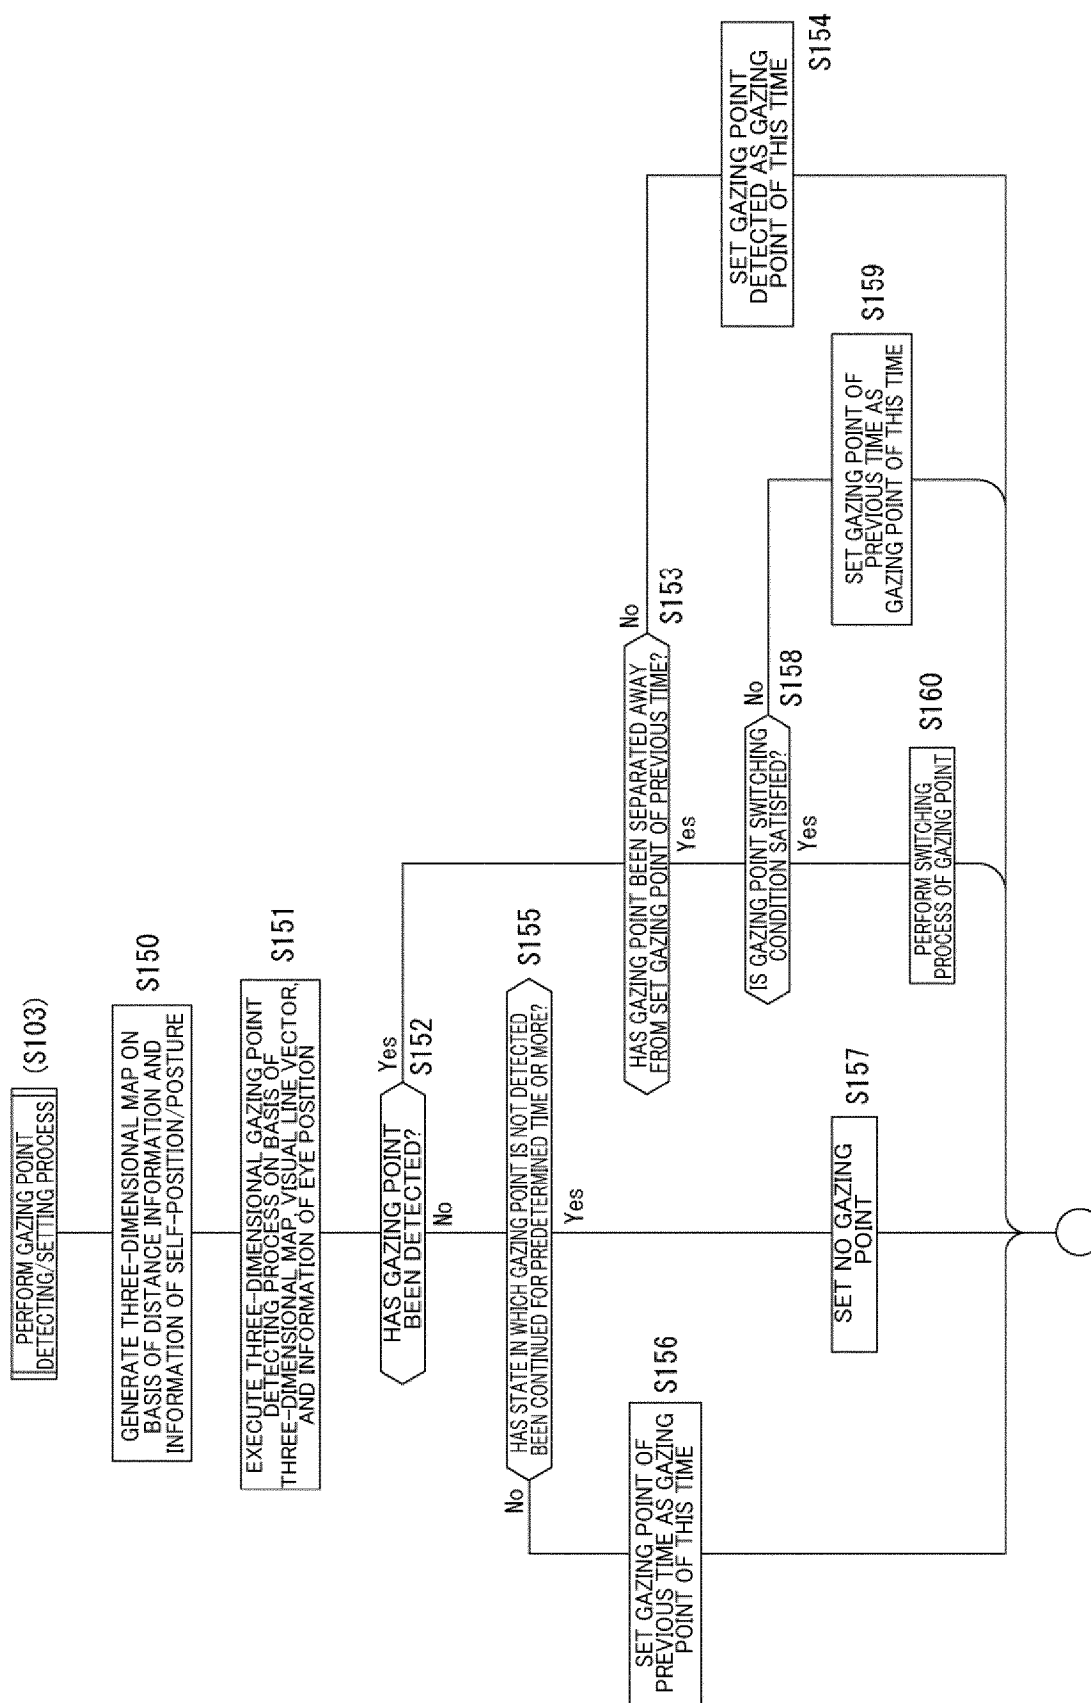 PERFORM GAZING POINT
DETECTING/SETTING PROCESS
(S103)
GENERATE THREE-DIMENSIONAL MAP ON
BASIS OF DISTANCE INFORMATION AND
INFORMATION OF SELF-POSITION/POSTURE
S150
EXECUTE THREE-DIMENSIONAL GAZING POINT
DETECTING PROCESS ON BASIS OF
THREE-DIMENSIONAL MAP, VISUAL LINE VECTOR,
AND INFORMATION OF EYE POSITION
S151
HAS GAZING POINT
BEEN DETECTED?
Yes
S152
No
HAS STATE IN WHICH GAZING POINT IS NOT DETECTED
BEEN CONTINUED FOR PREDETERMINED TIME OR MORE?
S155
No
Yes
SET GAZING POINT OF
PREVIOUS TIME AS GAZING
POINT OF THIS TIME
S156
SET NO GAZING
POINT
S157
HAS GAZING POINT BEEN SEPARATED AWAY
FROM SET GAZING POINT OF PREVIOUS TIME?
No
S153
Yes
IS GAZING POINT SWITCHING
CONDITION SATISFIED?
No
S158
Yes
PERFORM SWITCHING
PROCESS OF GAZING POINT
S160
SET GAZING POINT OF
PREVIOUS TIME AS
GAZING POINT OF THIS TIME
S159
SET GAZING POINT
DETECTED AS GAZING
POINT OF THIS TIME
S154